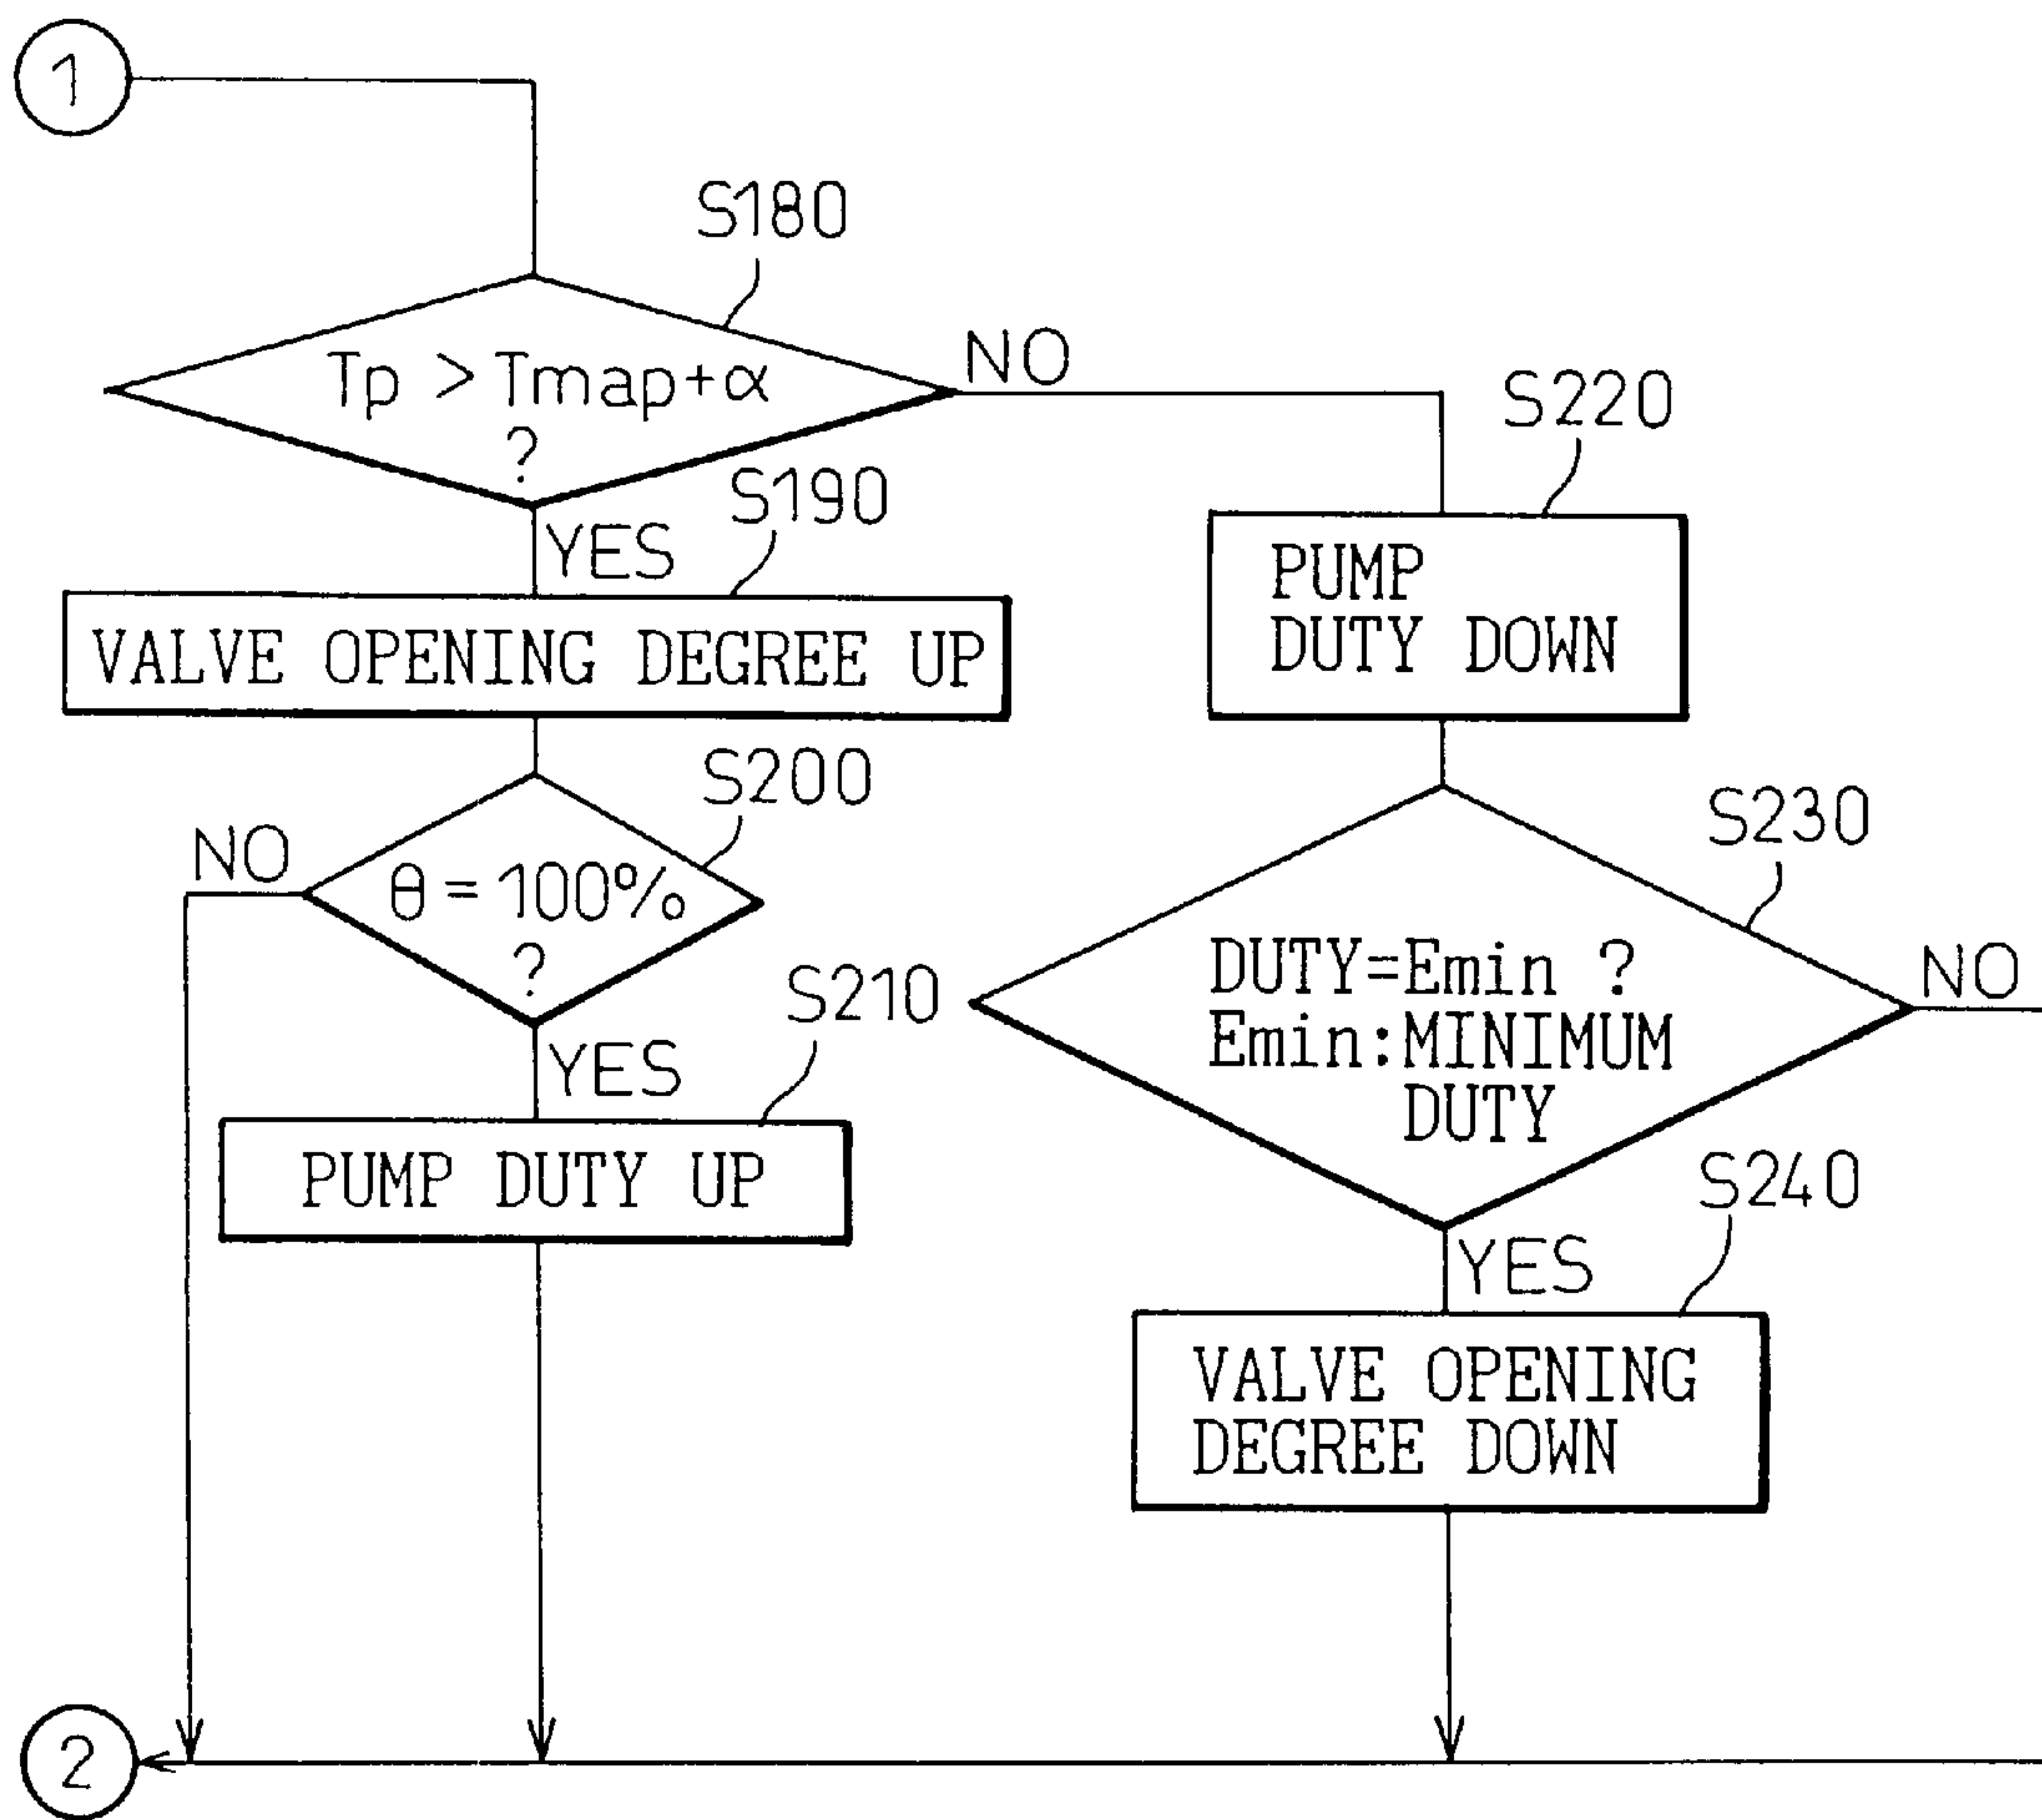 1
S180
Tp > Tmap+α
?
NO
YES
S190
VALVE OPENING DEGREE UP
S200
θ = 100%
?
NO
YES
S210
PUMP DUTY UP
S220
PUMP
DUTY DOWN
S230
DUTY=Emin ?
Emin:MINIMUM
DUTY
NO
YES
S240
VALVE OPENING
DEGREE DOWN
2